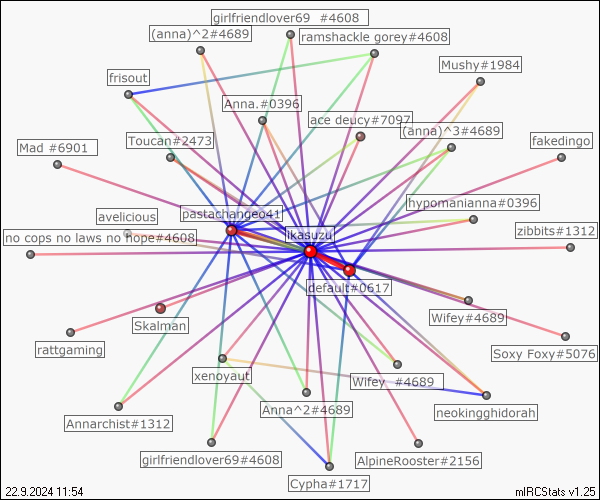 girlfriendlover69 #4608
(anna)^2#4689
ramshackle gorey#4608
Mushy#1984
frisout
Anna.#0396
ace deucy#7097
(anna)^3#4689
Toucan#2473
Mad #6901
fakedingo
hypomanianna#0396
avelicious
pastachangeo41
zibbits#1312
no cops no laws no hope#4608
ikasuzu
default#0617
Wifey#4689
Skalman
rattgaming
Soxy Foxy#5076
xenoyaut
Wifey #4689
Anna^2#4689
neokingghidorah
Annarchist#1312
girlfriendlover69#4608
AlpineRooster#2156
Cypha#1717
22.9.2024 11:54
mIRCStats v1.25